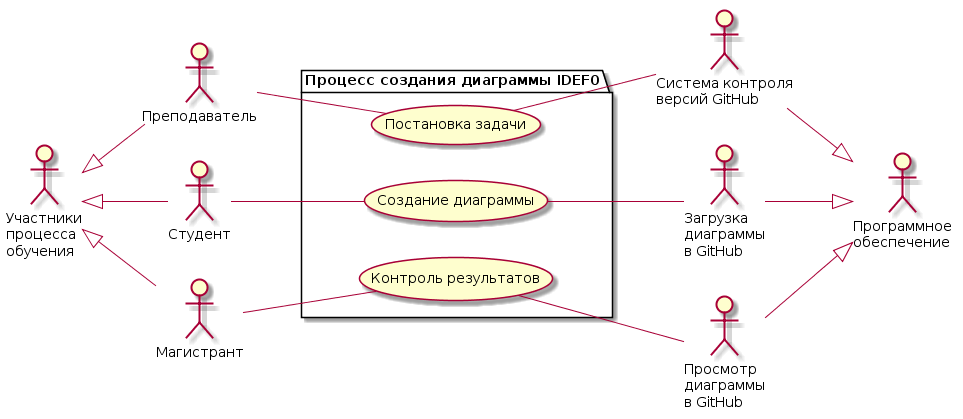 Процесс создания диаграммы IDEF0
Преподаватель
Постановка задачи
Система контроля
версий GitHub
Участники
процесса
обучения
Студент
Создание диаграммы
Загрузка
диаграммы
в GitHub
Программное
обеспечение
Контроль результатов
Магистрант
Просмотр
диаграммы
в GitHub